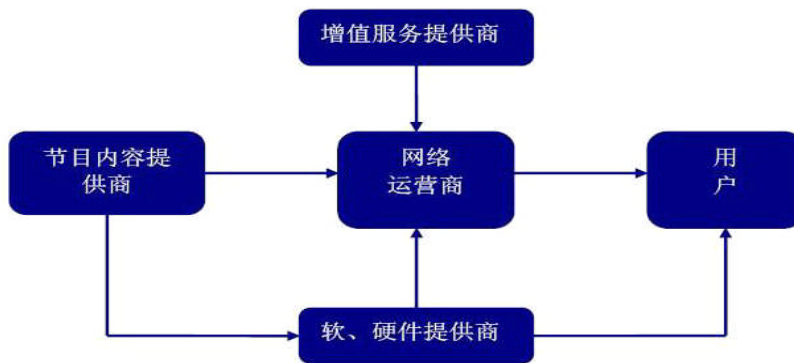 增值服务提供商
节目内容提
供商
网络
运营商
用
户
软、硬件提供商